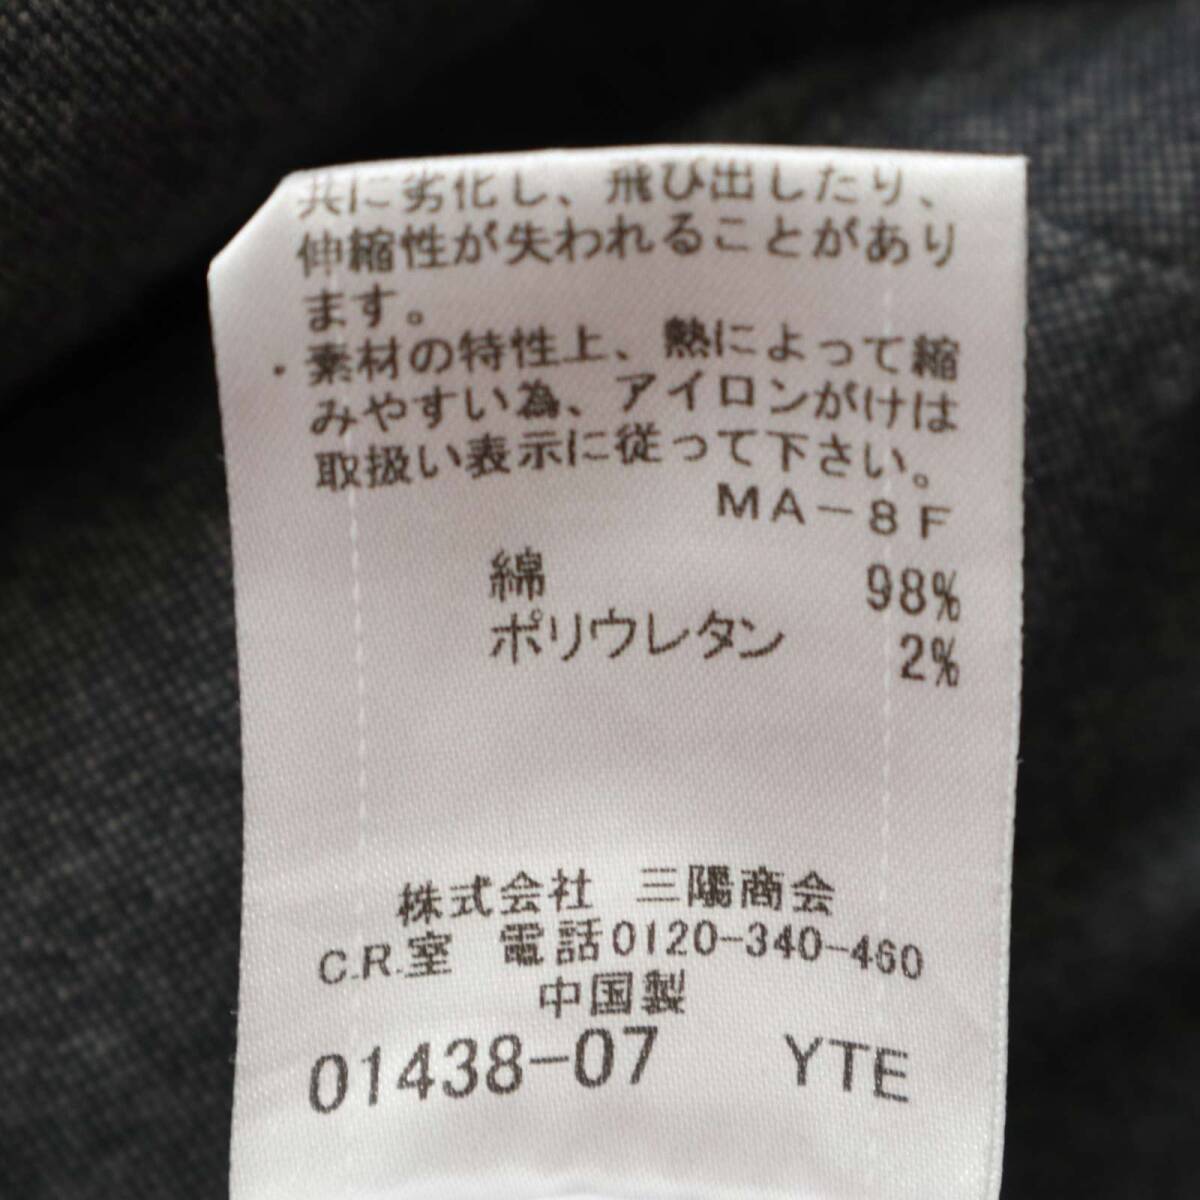 共に劣化し、飛び出したり、
伸縮性が失われることがあり
ます。
・素材の特性上、熱によって縮
みやすい為、アイロンがけは
取扱い表示に従って下さい。
MA-8F
綿 98%
ポリウレタン 2%
株式会社 三陽商会
C.R.室 電話0120-340-460
中国製
01438-07 YTE